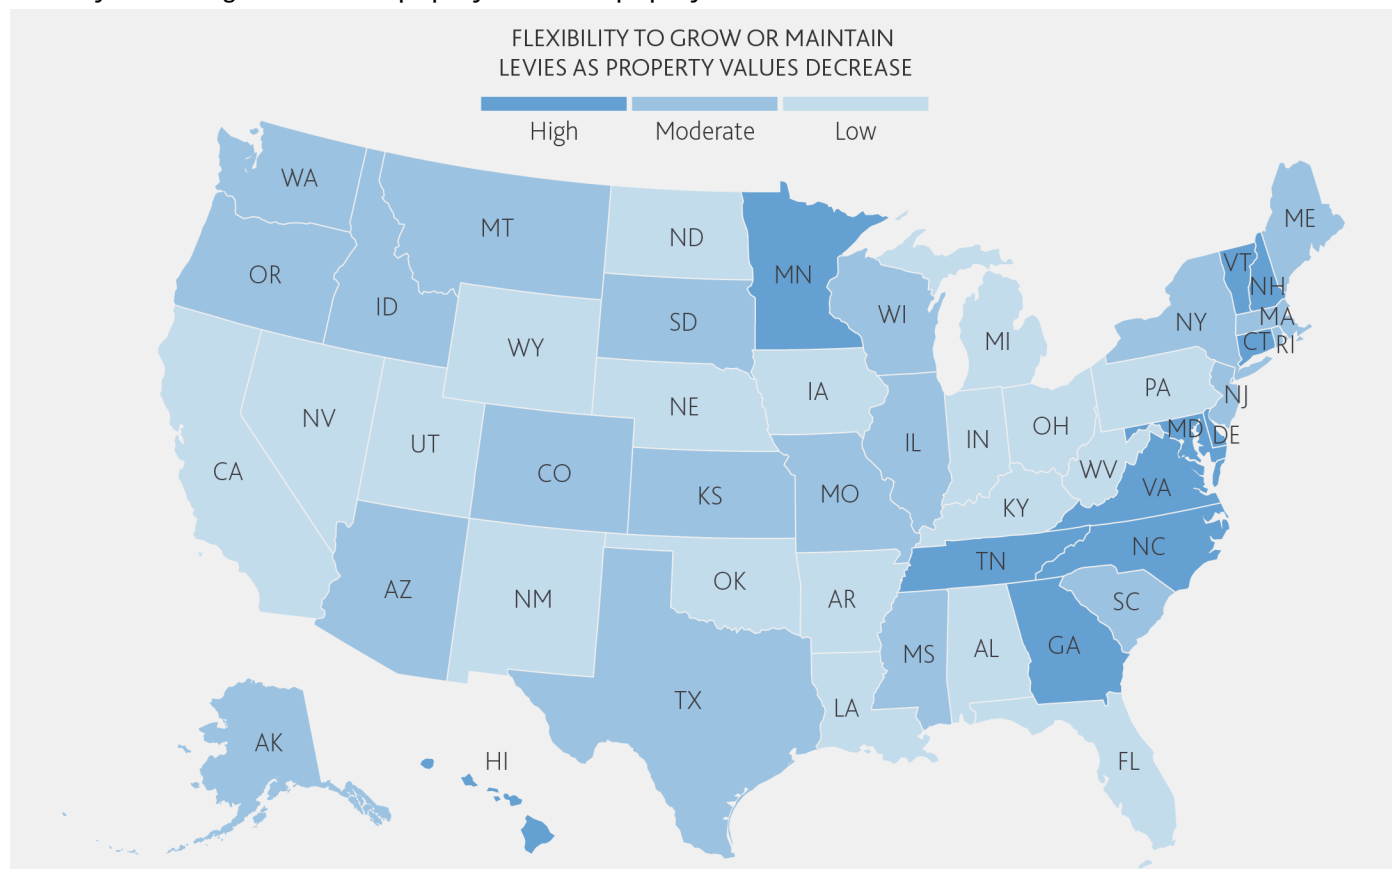 FLEXIBILITY TO GROW OR MAINTAIN
LEVIES AS PROPERTY VALUES DECREASE
High Moderate Low
WA
MT
ND
MN
ME
OR
ID
SD
WI
VT
NH
NY
MA
WY
MI
CT RI
IA
PA
NV
NE
NJ
UT
IL
IN
OH
MD DE
CA
CO
KS
MO
WV
VA
KY
AZ
NM
OK
AR
TN
NC
SC
MS
AL
GA
TX
LA
AK
HI
FL